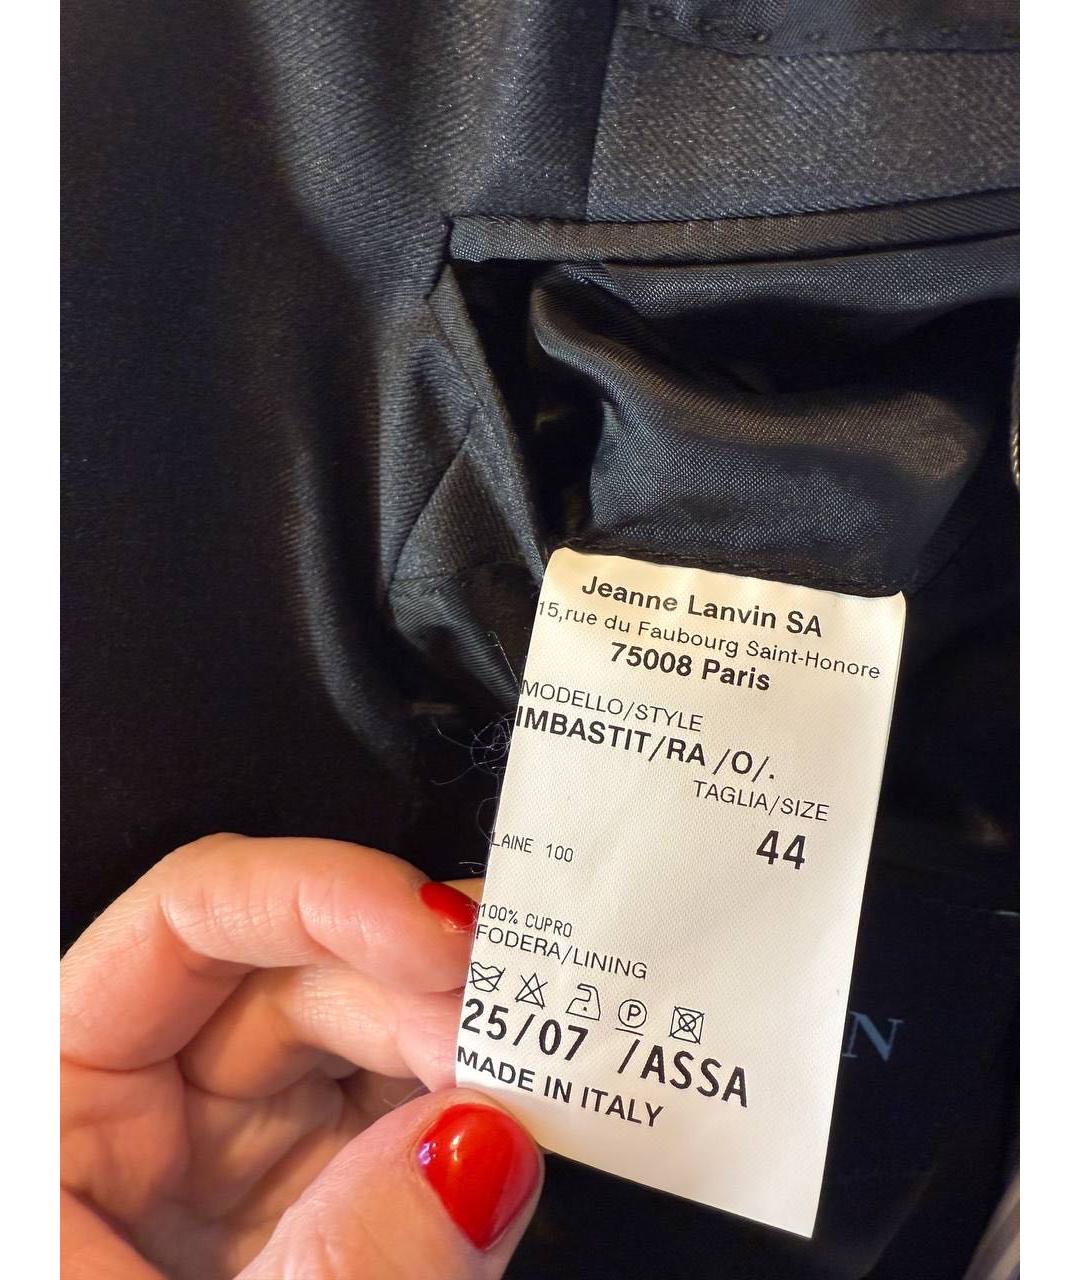 Jeanne Lanvin SA
15,rue du Faubourg Saint-Honore
75008 Paris
MODELLO/STYLE
IMBASTIT/RA /O/.
TAGLIA/SIZE
44
LAINE 100
100% CUPRO
FODERA/LINING
P
25/07 /ASSA
MADE IN ITALY
N